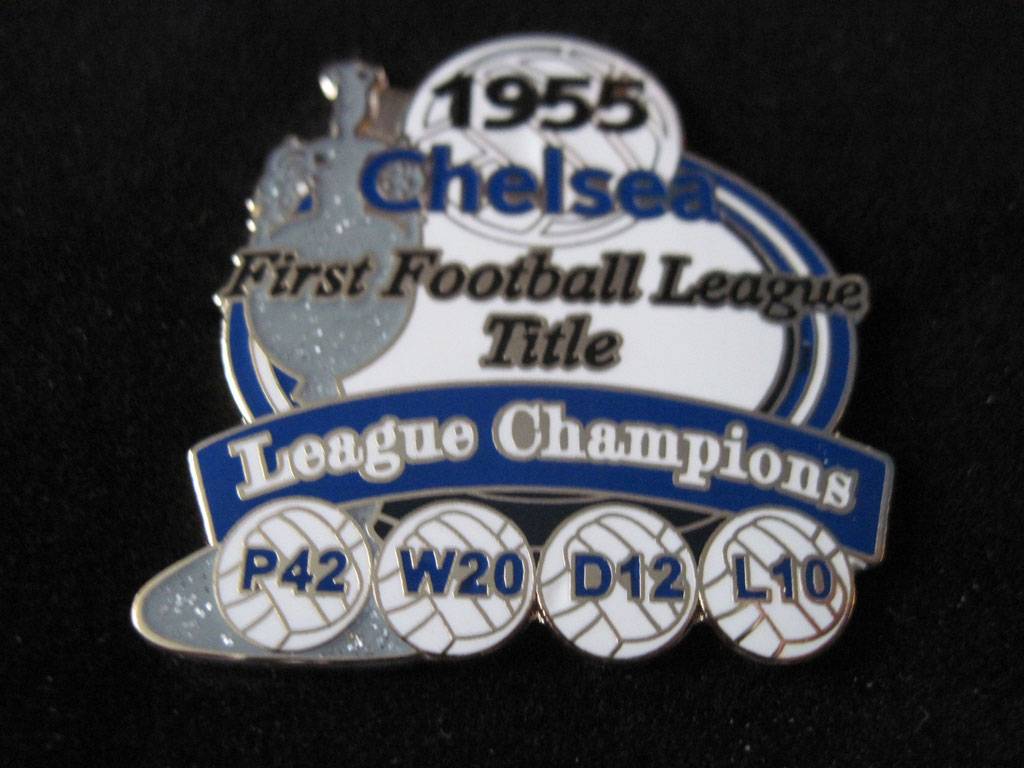 1955
Chelsea
First Football League
Title
League Champions
P42 W20 D12 L10